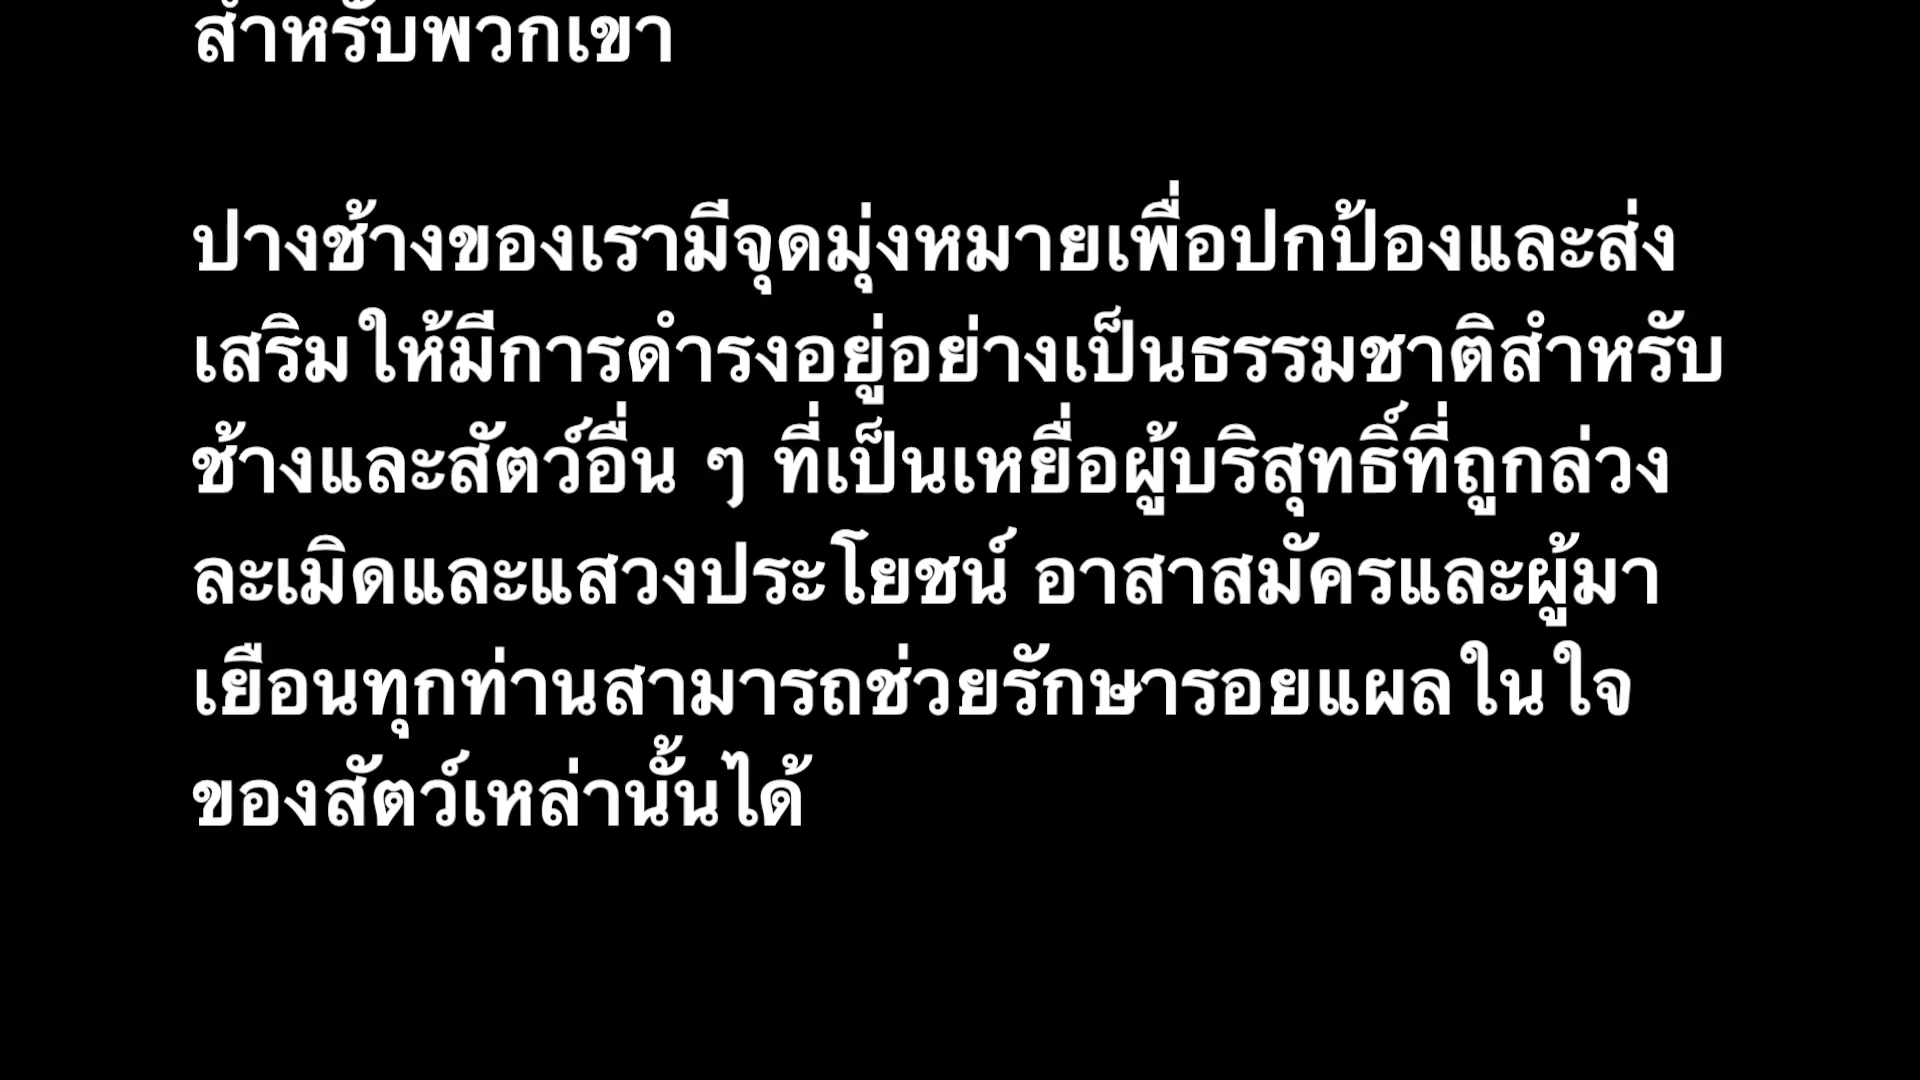 สำหรับพวกเขา
ปางช้างของเรามีจุดมุ่งหมายเพื่อปกป้องและส่ง
เสริมให้มีการดำรงอยู่อย่างเป็นธรรมชาติสำหรับ
ช้างและสัตว์อื่น ๆ ที่เป็นเหยื่อผู้บริสุทธิ์ที่ถูกล่วง
ละเมิดและแสวงประโยชน์ อาสาสมัครและผู้มา
เยือนทุกท่านสามารถช่วยรักษารอยแผลในใจ
ของสัตว์เหล่านั้นได้